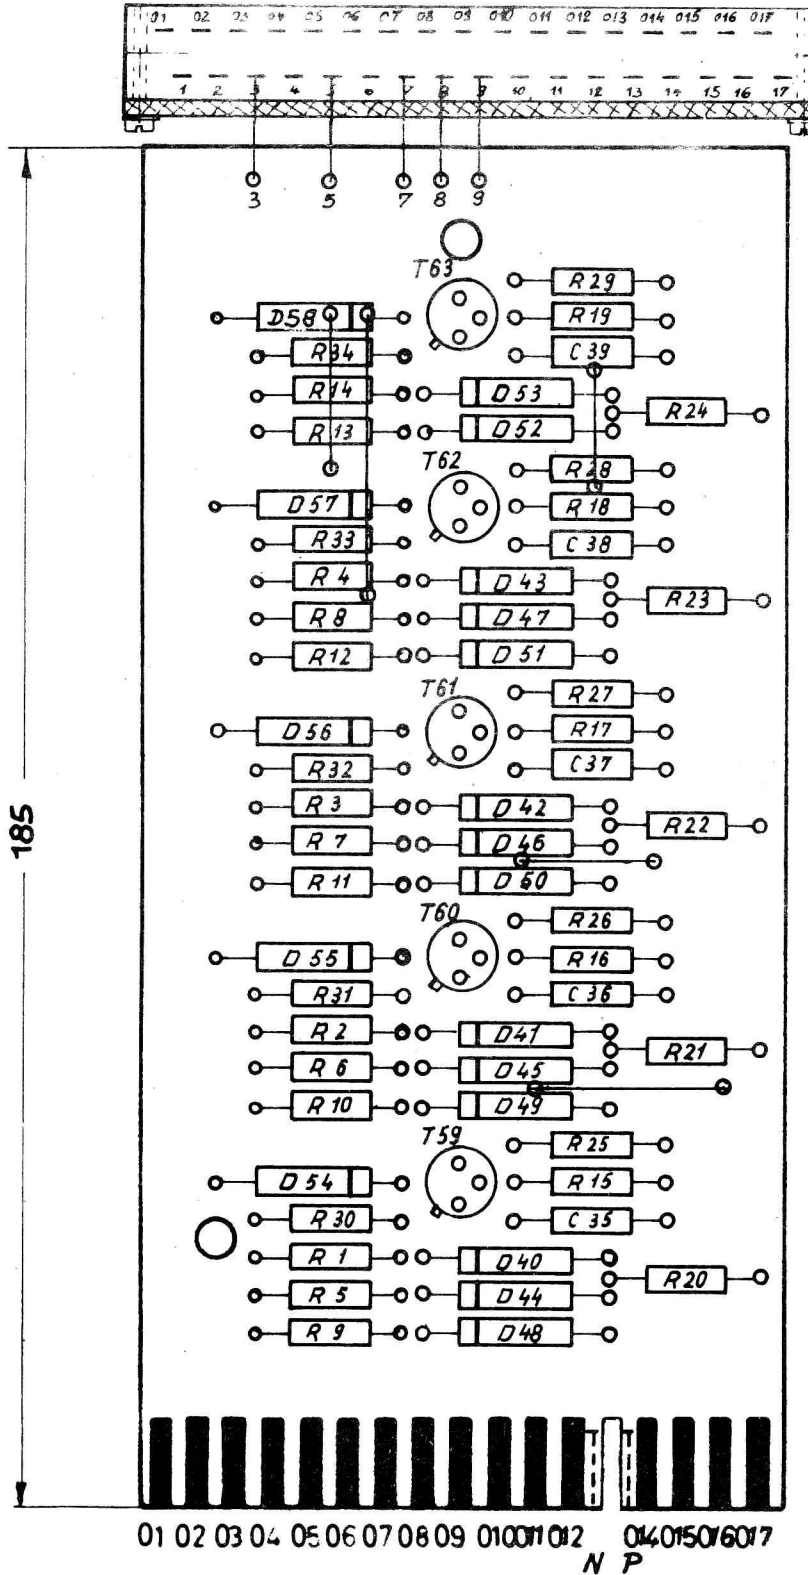 01 02 03 04 05 06 07 08 09 010 011 012 013 014 015 016 017
1 2 3 4 5 6 7 8 9 10 11 12 13 14 15 16 17
3 5 7 8 9
T63
R29
D58 R19
R34 C39
R14 D53
R24
R13 D52
T62
R28
D57 R18
R33 C38
R4 D43
R23
R8 D47
R12 D51
T61
R27
D56 R17
R32 C37
R3 D42
R22
R7 D46
R11 D50
185
T60
R26
D55 R16
R31 C36
R2 D41
R21
R6 D45
R10 D49
T59
R25
D54 R15
R30 C35
R1 D40
R20
R5 D44
R9 D48
01 02 03 04 05 06 07 08 09 010 011 012 014 015 016 017
N P